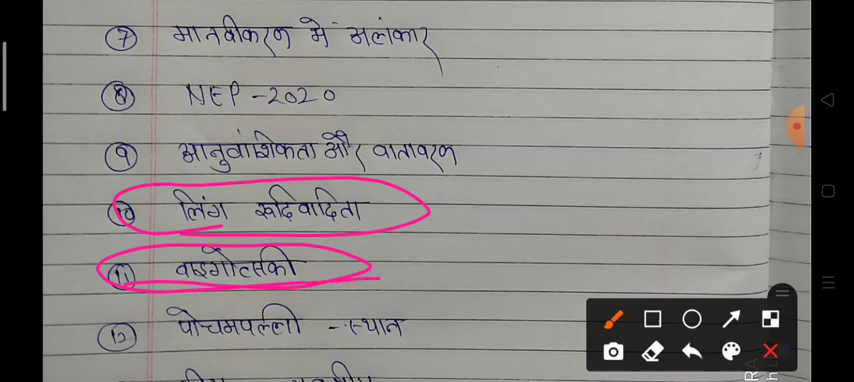 ⑦ मानवीकरण में अलंकार
⑧ NEP-2020
⑨ आनुवांशिकता और वातावरण
⑩ लिंग रूढ़िवादिता
⑪ वाइगोत्सकी
⑫ पोचमपल्ली - स्थान